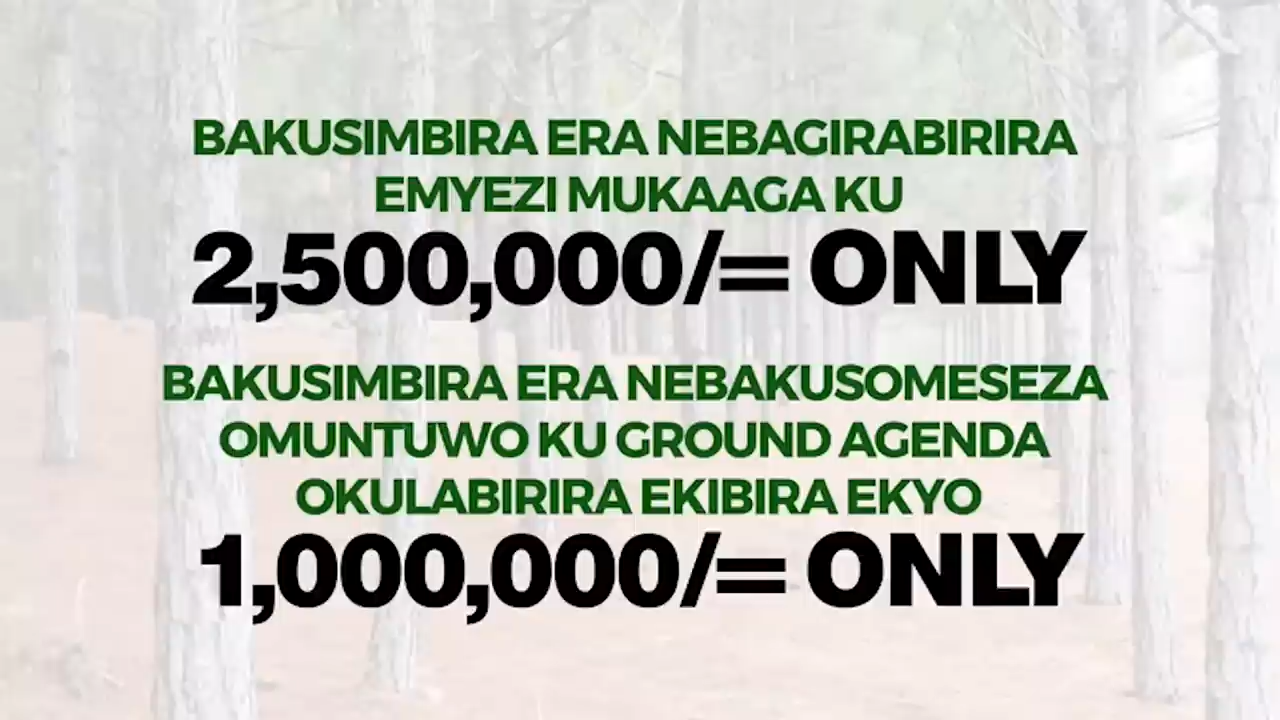 BAKUSIMBIRA ERA NEBAGIRABIRIRA
EMYEZI MUKAAGA KU
2,500,000/= ONLY
BAKUSIMBIRA ERA NEBAKUSOMESEZA
OMUNTUWO KU GROUND AGENDA
OKULABIRIRA EKIBIRA EKYO
1,000,000/= ONLY